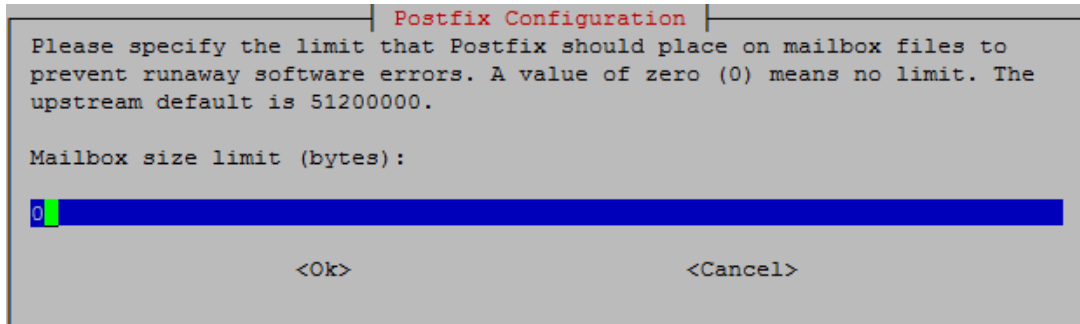 Postfix Configuration
Please specify the limit that Postfix should place on mailbox files to
prevent runaway software errors. A value of zero (0) means no limit. The
upstream default is 51200000.
Mailbox size limit (bytes):
0
<Ok> <Cancel>